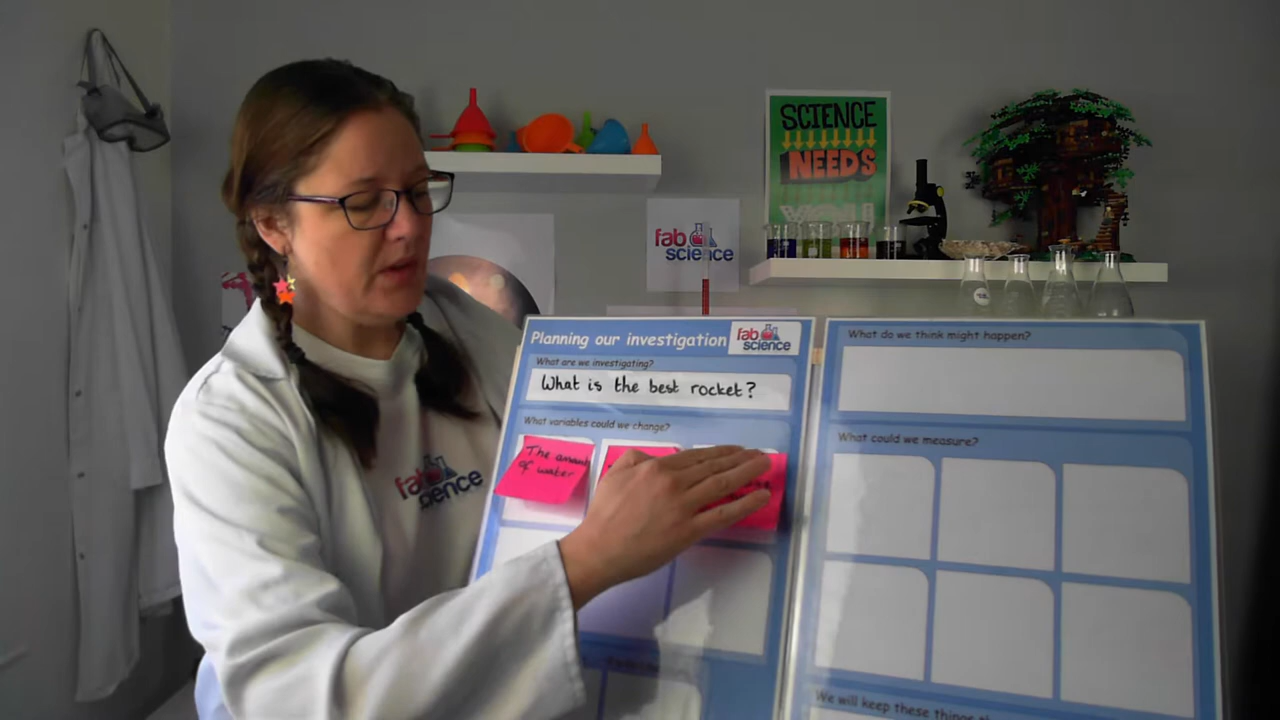 SCIENCE
NEEDS
YOU
fab
science
Planning our investigation
fab
science
What are we investigating?
What is the best rocket?
What variables could we change?
The amount
of water
fab
science
What do we think might happen?
What could we measure?
We will keep these things